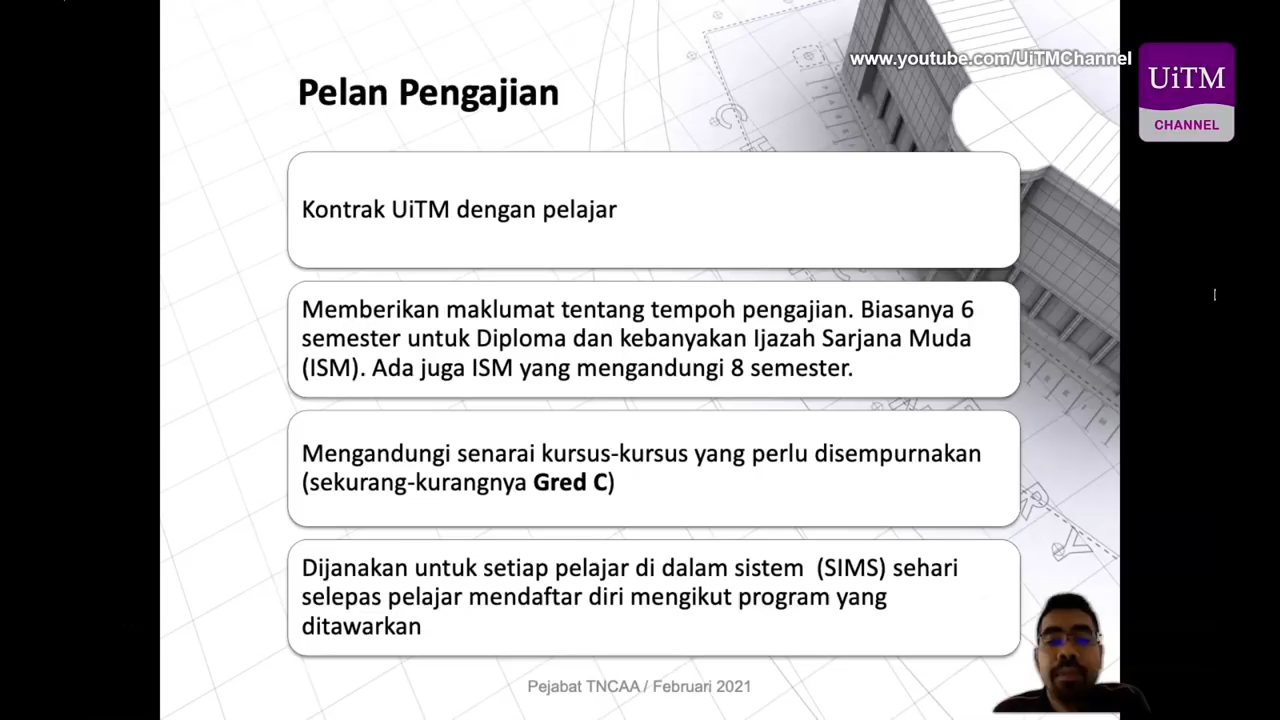 www.youtube.com/UiTMChannel
UiTM
CHANNEL
Pelan Pengajian
Kontrak UiTM dengan pelajar
Memberikan maklumat tentang tempoh pengajian. Biasanya 6
semester untuk Diploma dan kebanyakan Ijazah Sarjana Muda
(ISM). Ada juga ISM yang mengandungi 8 semester.
Mengandungi senarai kursus-kursus yang perlu disempurnakan
(sekurang-kurangnya Gred C)
Dijanakan untuk setiap pelajar di dalam sistem (SIMS) sehari
selepas pelajar mendaftar diri mengikut program yang
ditawarkan
Pejabat TNCAA / Februari 2021